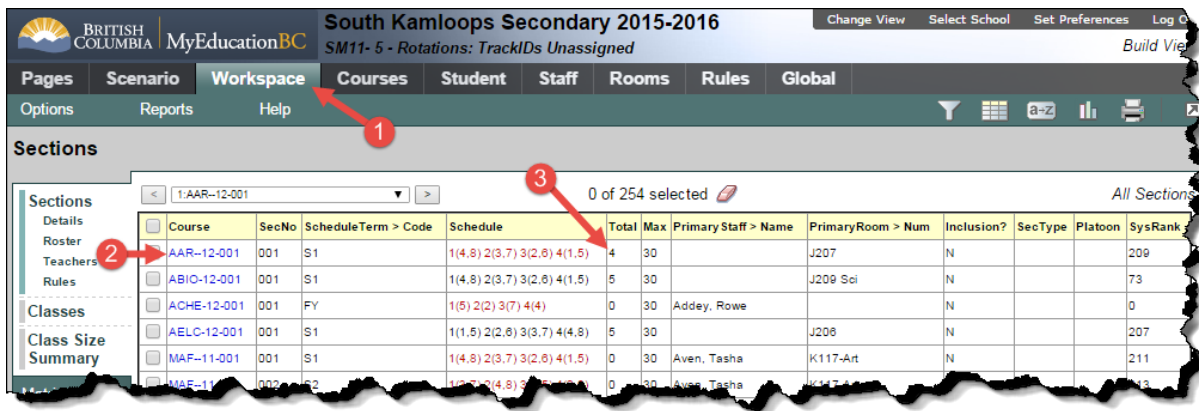 BRITISH COLUMBIA MyEducationBC South Kamloops Secondary 2015-2016 Change View Select School Set Preferences Log
SM11- 5 - Rotations: TrackIDs Unassigned Build
Pages Scenario Workspace Courses Student Staff Rooms Rules Global
Options Reports Help a-Z
1
Sections
3
Sections < 1:AAR--12-001 > 0 of 254 selected All Sections
Details
Roster
Teachers
Rules
Classes
Class Size
Summary
2
Course SecNo ScheduleTerm > Code Schedule Total Max Primary Staff > Name PrimaryRoom > Num Inclusion? SecType Platoon SysRank
AAR--12-001 001 S1 1(4,8) 2(3,7) 3(2,6) 4(1,5) 4 30 J207 N 209
ABIO-12-001 001 S1 1(4,8) 2(3,7) 3(2,6) 4(1,5) 5 30 J209 Sci N 73
ACHE-12-001 001 FY 1(5) 2(2) 3(7) 4(4) 0 30 Addey, Rowe N 0
AELC-12-001 001 S1 1(1,5) 2(2,6) 3(3,7) 4(4,8) 5 30 J206 N 207
MAF--11-001 001 S1 1(4,8) 2(3,7) 3(2,6) 4(1,5) 0 30 Aven, Tasha K117-Art N 211